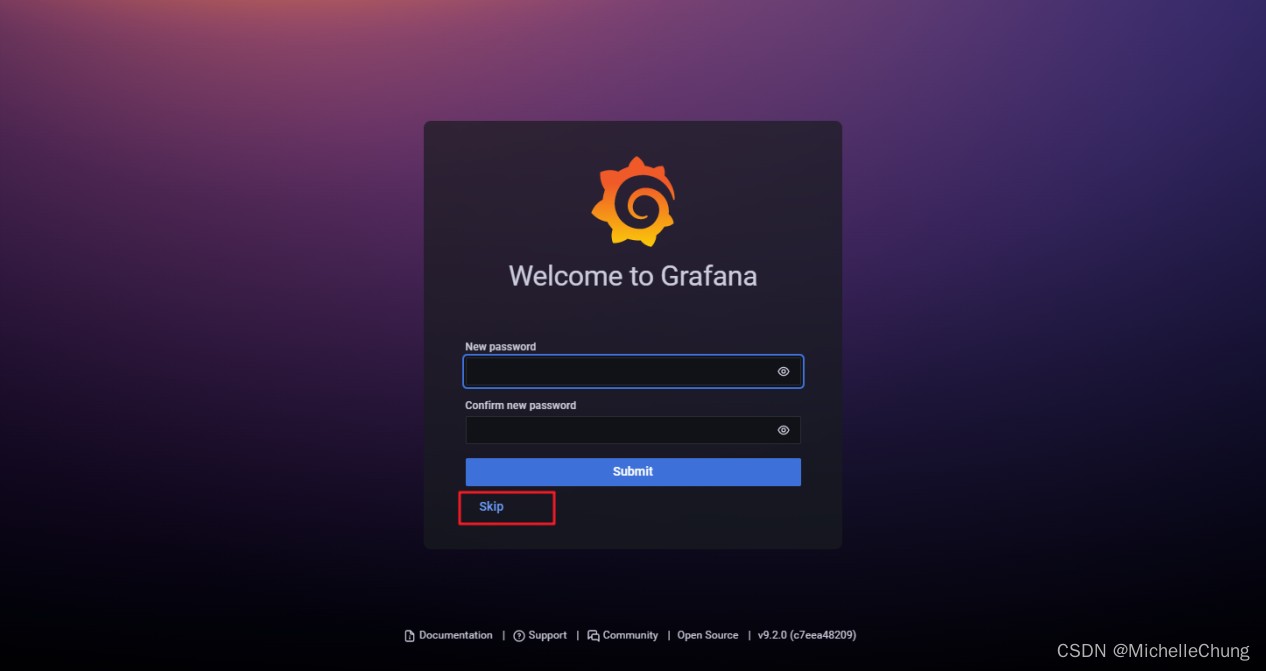 Welcome to Grafana
New password
Confirm new password
Submit
Skip
Documentation | Support | Community | Open Source | v9.2.0 (c7eea48209)
CSDN @MichelleChung